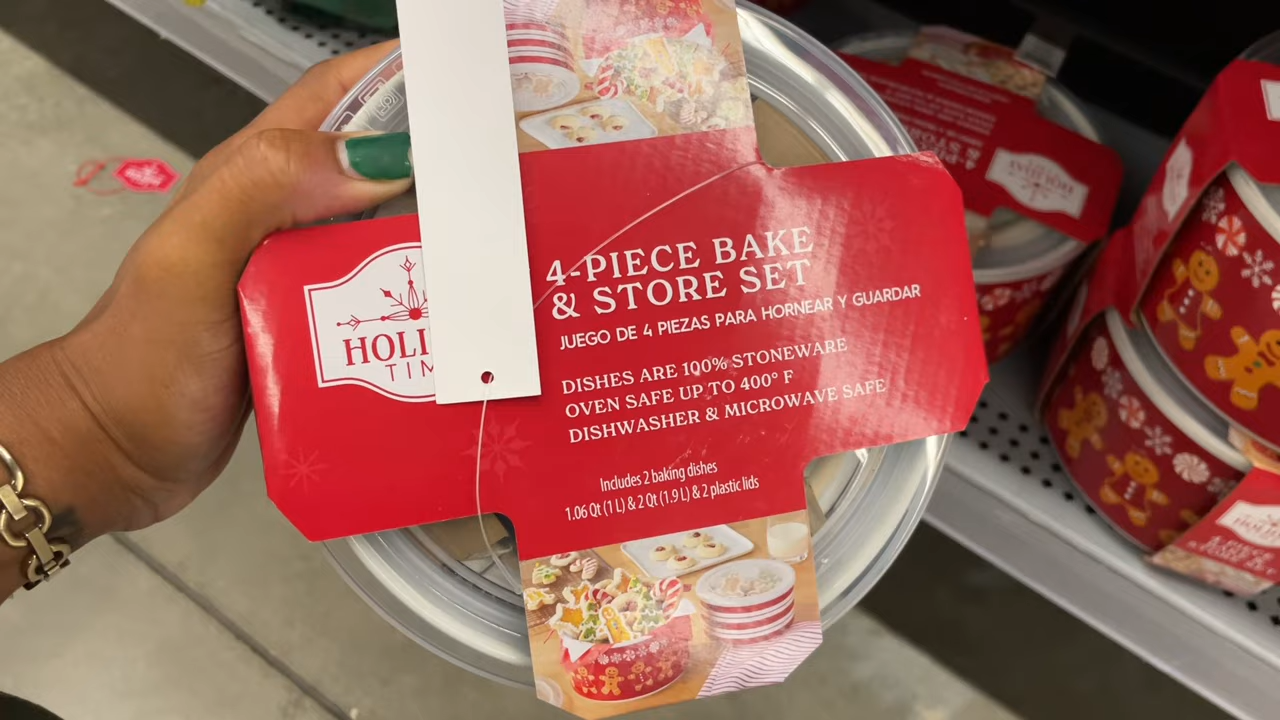 HOLI
TIM
4-PIECE BAKE
& STORE SET
JUEGO DE 4 PIEZAS PARA HORNEAR Y GUARDAR
DISHES ARE 100% STONEWARE
OVEN SAFE UP TO 400° F
DISHWASHER & MICROWAVE SAFE
Includes 2 baking dishes
1.06 Qt (1 L) & 2 Qt (1.9 L) & 2 plastic lids